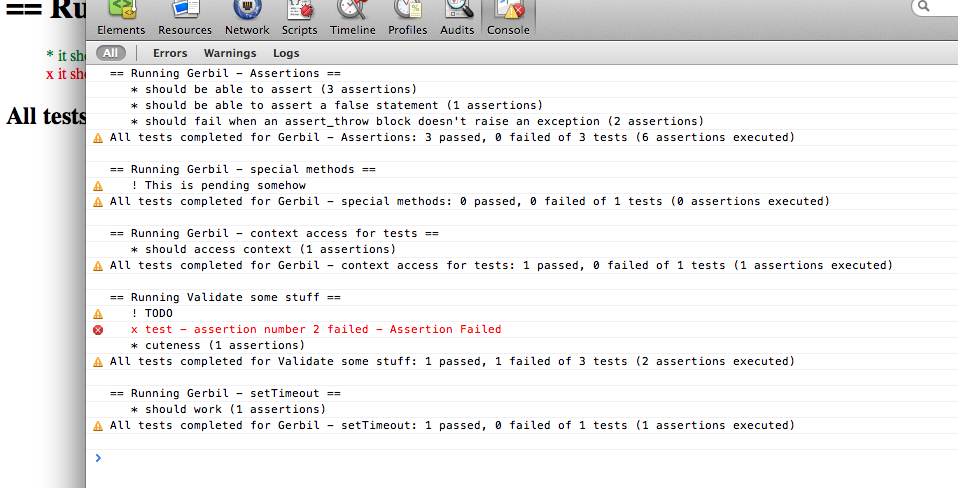 == Ru
* it sho
x it sho
All tests
Elements Resources Network Scripts Timeline Profiles Audits Console
All Errors Warnings Logs
== Running Gerbil - Assertions ==
* should be able to assert (3 assertions)
* should be able to assert a false statement (1 assertions)
* should fail when an assert_throw block doesn't raise an exception (2 assertions)
All tests completed for Gerbil - Assertions: 3 passed, 0 failed of 3 tests (6 assertions executed)
== Running Gerbil - special methods ==
! This is pending somehow
All tests completed for Gerbil - special methods: 0 passed, 0 failed of 1 tests (0 assertions executed)
== Running Gerbil - context access for tests ==
* should access context (1 assertions)
All tests completed for Gerbil - context access for tests: 1 passed, 0 failed of 1 tests (1 assertions executed)
== Running Validate some stuff ==
! TODO
x test - assertion number 2 failed - Assertion Failed
* cuteness (1 assertions)
All tests completed for Validate some stuff: 1 passed, 1 failed of 3 tests (2 assertions executed)
== Running Gerbil - setTimeout ==
* should work (1 assertions)
All tests completed for Gerbil - setTimeout: 1 passed, 0 failed of 1 tests (1 assertions executed)
>